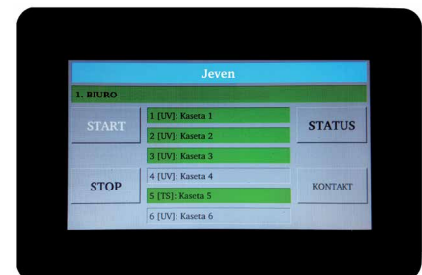 Jeven
1. BIURO
START
1 [UV]: Kaseta 1
2 [UV]: Kaseta 2
3 [UV]: Kaseta 3
4 [UV]: Kaseta 4
5 [TS]: Kaseta 5
6 [UV]: Kaseta 6
STOP
STATUS
KONTAKT